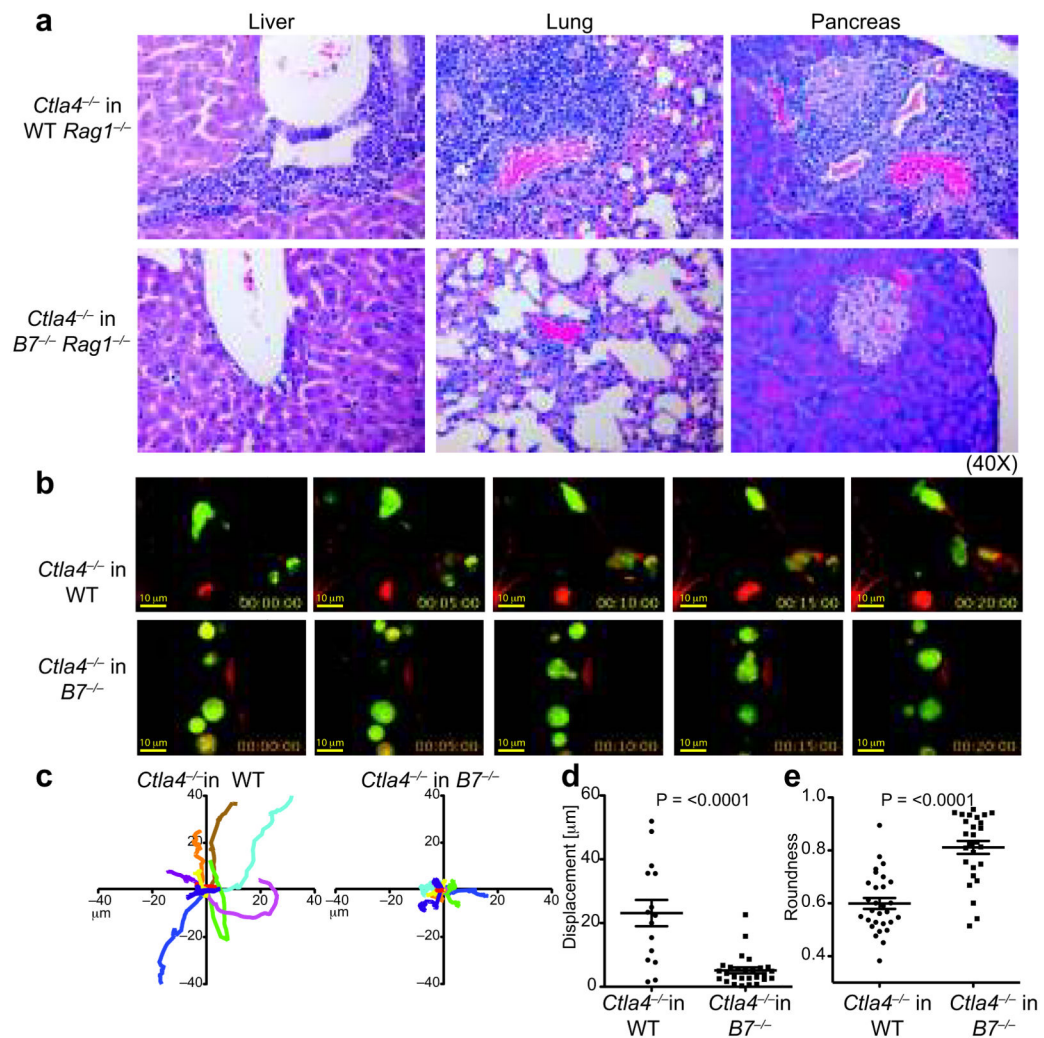 a
Liver Lung Pancreas
Ctla4–/– in
WT Rag1–/–
Ctla4–/– in
B7–/– Rag1–/–
(40X)
b
Ctla4–/– in
WT
10 μm 00:00:00
10 μm 00:05:00
10 μm 00:10:00
10 μm 00:15:00
10 μm 00:20:00
Ctla4–/– in
B7–/–
10 μm 00:00:00
10 μm 00:05:00
10 μm 00:10:00
10 μm 00:15:00
10 μm 00:20:00
c
Ctla4–/– in WT
40
20
–40 –20 20 40
μm
–20
–40
Ctla4–/– in B7–/–
40
20
–40 –20 20 40
μm
–20
–40
d
P = <0.0001
Displacement [μm]
60
40
20
0
Ctla4–/– in
WT
Ctla4–/– in
B7–/–
e
P = <0.0001
Roundness
1.0
0.8
0.6
0.4
Ctla4–/– in
WT
Ctla4–/– in
B7–/–